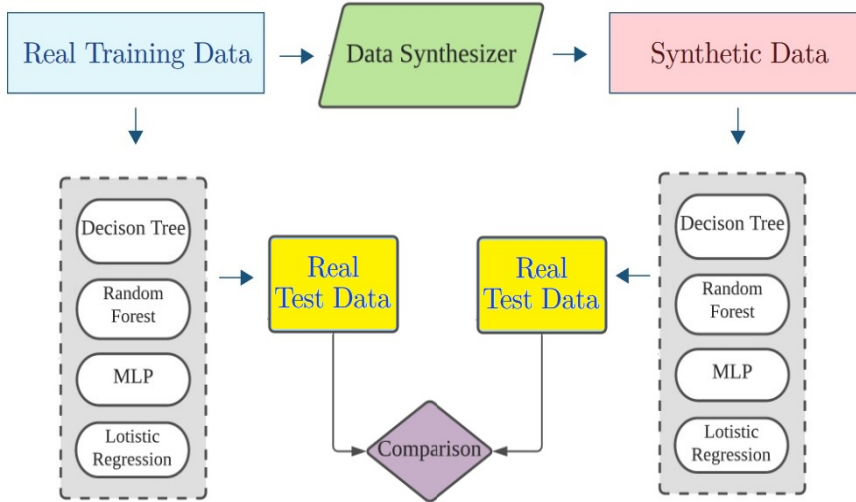 Real Training Data
Data Synthesizer
Synthetic Data
Decison Tree
Random
Forest
MLP
Lotistic
Regression
Real
Test Data
Real
Test Data
Decison Tree
Random
Forest
MLP
Lotistic
Regression
Comparison